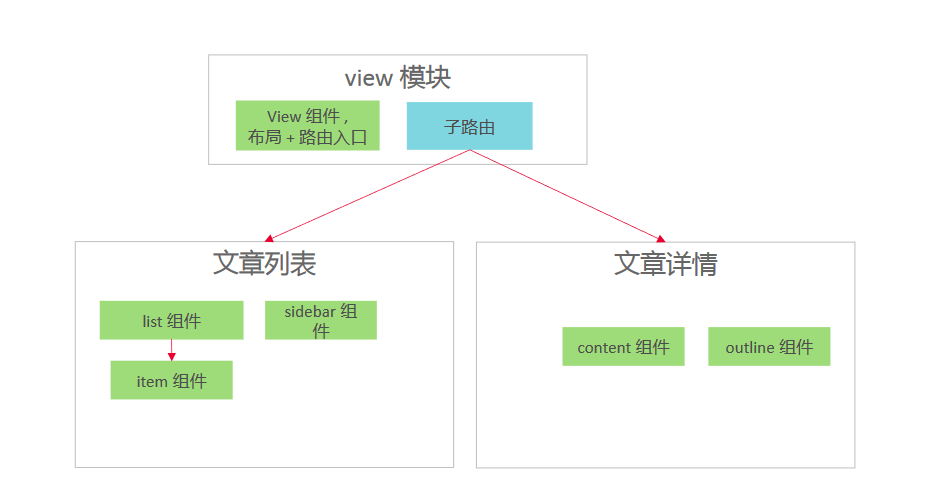 view 模块
View 组件 ,
布局 + 路由入口
子路由
文章列表
list 组件
sidebar 组
件
item 组件
文章详情
content 组件
outline 组件